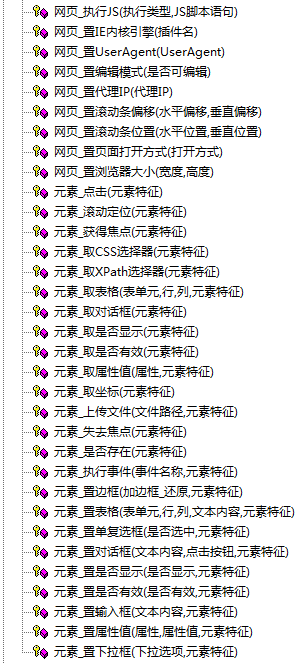 网页_执行JS(执行类型,JS脚本语句)
网页_置IE内核引擎(插件名)
网页_置UserAgent(UserAgent)
网页_置编辑模式(是否可编辑)
网页_置代理IP(代理IP)
网页_置滚动条偏移(水平偏移,垂直偏移)
网页_置滚动条位置(水平位置,垂直位置)
网页_置页面打开方式(打开方式)
网页_置浏览器大小(宽度,高度)
元素_点击(元素特征)
元素_滚动定位(元素特征)
元素_获得焦点(元素特征)
元素_取CSS选择器(元素特征)
元素_取XPath选择器(元素特征)
元素_取表格(表单元,行,列,元素特征)
元素_取对话框(元素特征)
元素_取是否显示(元素特征)
元素_取是否有效(元素特征)
元素_取属性值(属性,元素特征)
元素_取坐标(元素特征)
元素_上传文件(文件路径,元素特征)
元素_失去焦点(元素特征)
元素_是否存在(元素特征)
元素_执行事件(事件名称,元素特征)
元素_置边框(加边框_还原,元素特征)
元素_置表格(表单元,行,列,文本内容,元素特征)
元素_置单复选框(是否选中,元素特征)
元素_置对话框(文本内容,点击按钮,元素特征)
元素_置是否显示(是否显示,元素特征)
元素_置是否有效(是否有效,元素特征)
元素_置输入框(文本内容,元素特征)
元素_置属性值(属性,属性值,元素特征)
元素_置下拉框(下拉选项,元素特征)